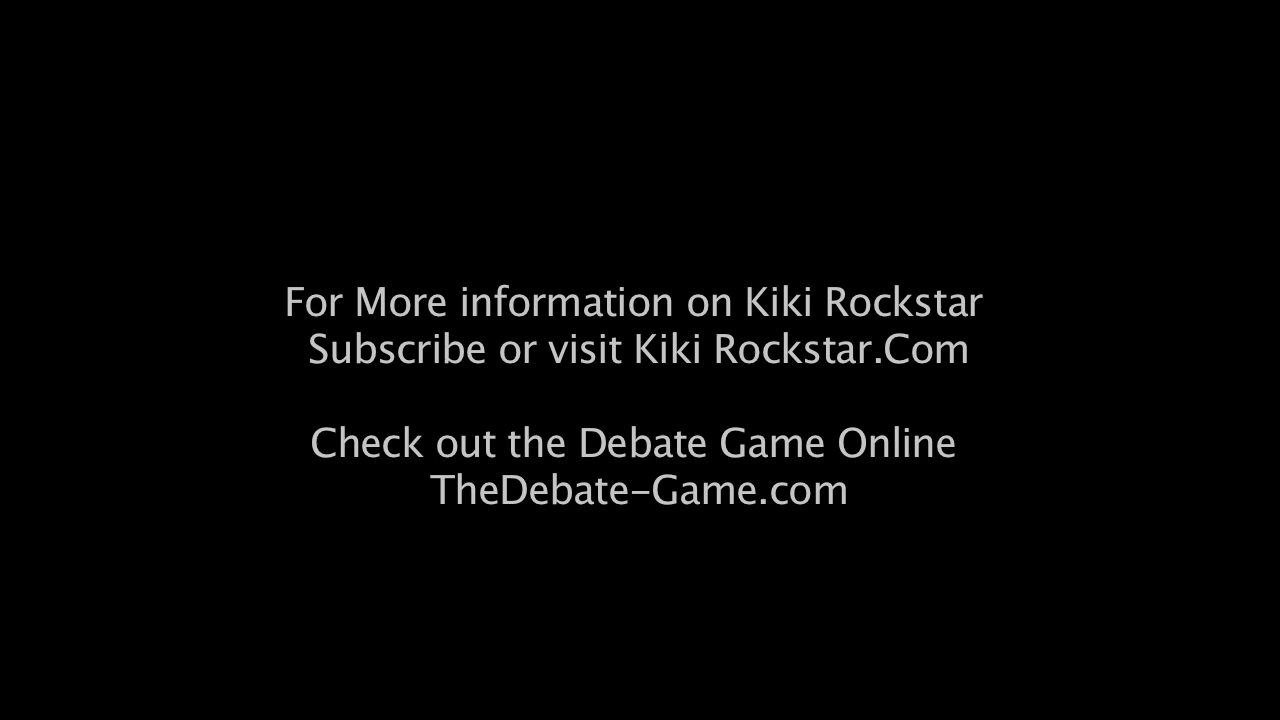 For More information on Kiki Rockstar
Subscribe or visit Kiki Rockstar.Com
Check out the Debate Game Online
TheDebate-Game.com